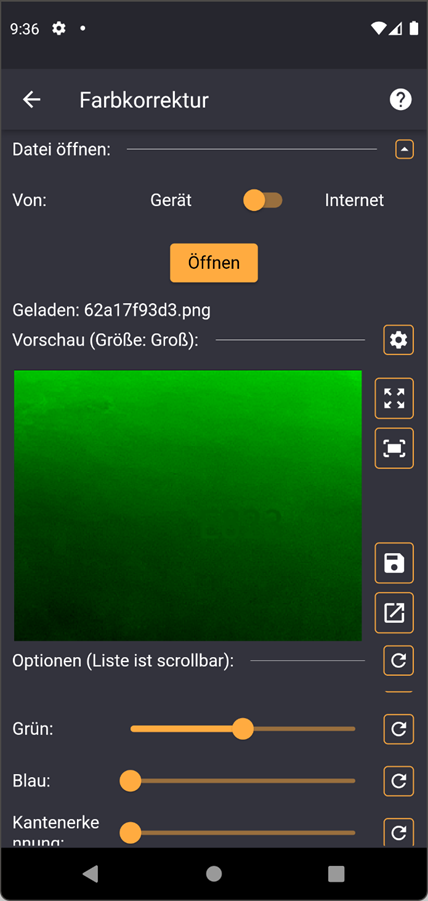 9:36
Farbkorrektur
Datei öffnen:
Von: Gerät Internet
Öffnen
Geladen: 62a17f93d3.png
Vorschau (Größe: Groß):
Optionen (Liste ist scrollbar):
Grün:
Blau:
Kantenerke
nnung: